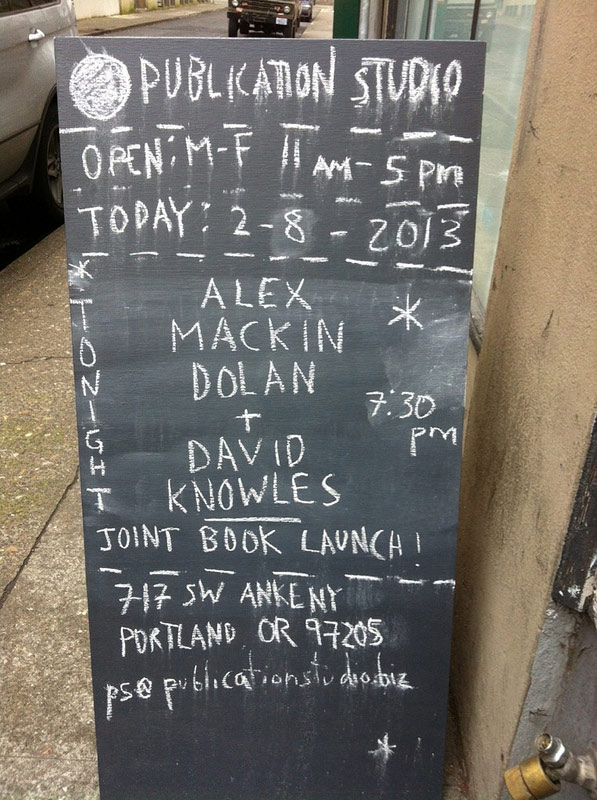 PUBLICATION STUDIO
OPEN: M-F 11 AM - 5 pm
TODAY: 2 - 8 - 2013
* TONIGHT
ALEX
MACKIN
DOLAN
+
DAVID
KNOWLES
*
7:30
pm
JOINT BOOK LAUNCH!
717 SW ANKENY
PORTLAND OR 97205
ps@publicationstudio.biz
*